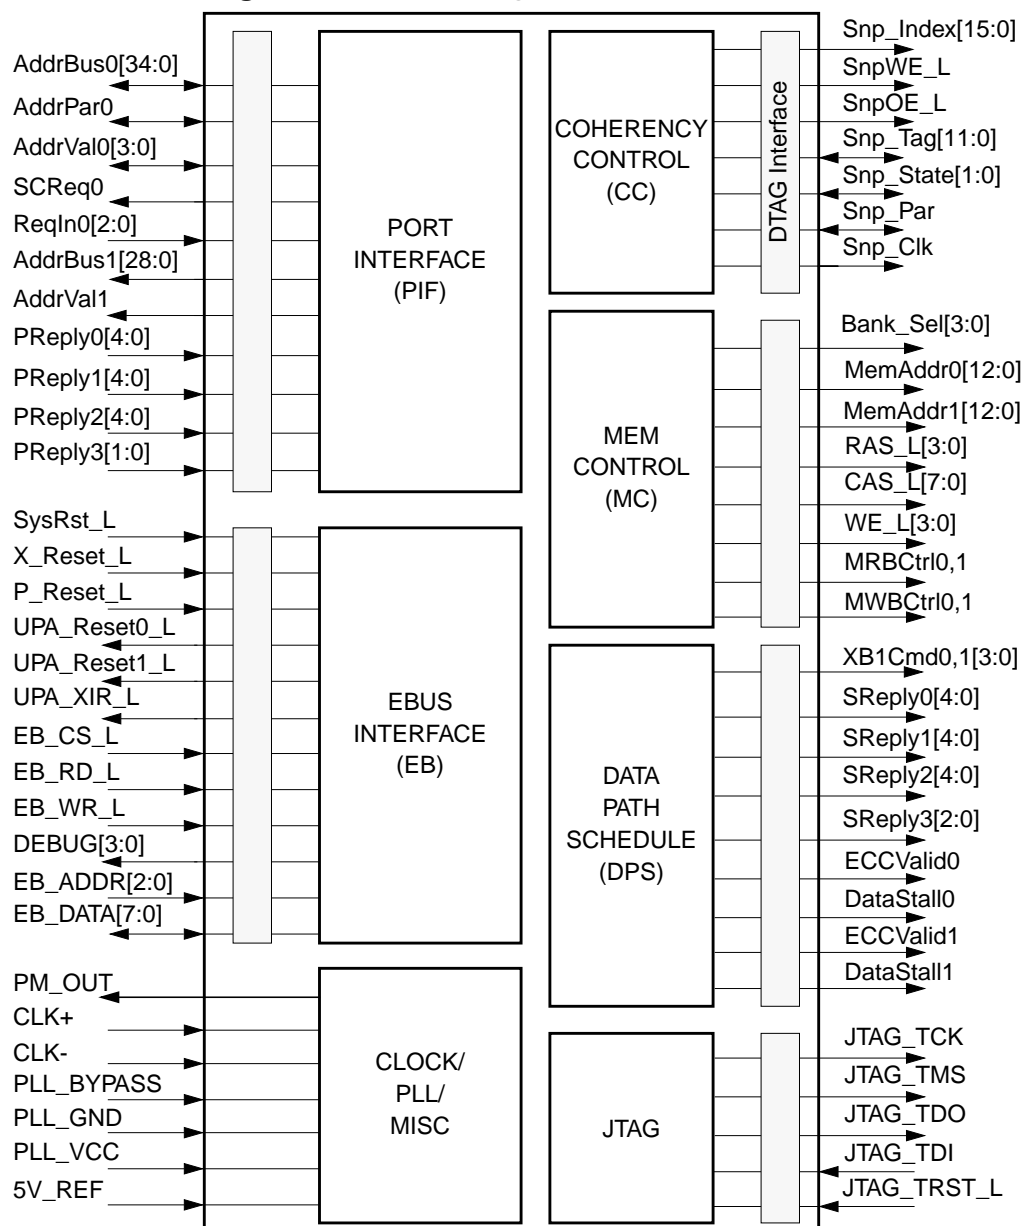 AddrBus0[34:0]
AddrPar0
AddrVal0[3:0]
SCReq0
ReqIn0[2:0]
AddrBus1[28:0]
AddrVal1
PReply0[4:0]
PReply1[4:0]
PReply2[4:0]
PReply3[1:0]
PORT
INTERFACE
(PIF)
SysRst_L
X_Reset_L
P_Reset_L
UPA_Reset0_L
UPA_Reset1_L
UPA_XIR_L
EB_CS_L
EB_RD_L
EB_WR_L
DEBUG[3:0]
EB_ADDR[2:0]
EB_DATA[7:0]
EBUS
INTERFACE
(EB)
PM_OUT
CLK+
CLK-
PLL_BYPASS
PLL_GND
PLL_VCC
5V_REF
CLOCK/
PLL/
MISC
COHERENCY
CONTROL
(CC)
DTAG Interface
Snp_Index[15:0]
SnpWE_L
SnpOE_L
Snp_Tag[11:0]
Snp_State[1:0]
Snp_Par
Snp_Clk
MEM
CONTROL
(MC)
Bank_Sel[3:0]
MemAddr0[12:0]
MemAddr1[12:0]
RAS_L[3:0]
CAS_L[7:0]
WE_L[3:0]
MRBCtrl0,1
MWBCtrl0,1
DATA
PATH
SCHEDULE
(DPS)
XB1Cmd0,1[3:0]
SReply0[4:0]
SReply1[4:0]
SReply2[4:0]
SReply3[2:0]
ECCValid0
DataStall0
ECCValid1
DataStall1
JTAG
JTAG_TCK
JTAG_TMS
JTAG_TDO
JTAG_TDI
JTAG_TRST_L